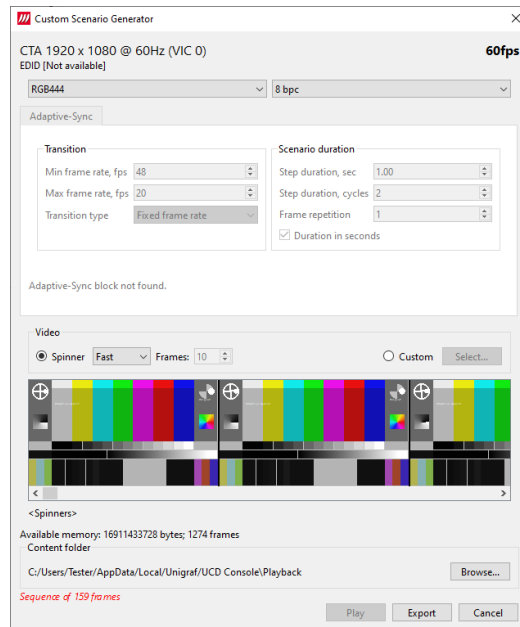 Custom Scenario Generator
CTA 1920 x 1080 @ 60Hz (VIC 0)
60fps
EDID [Not available]
RGB444
8 bpc
Adaptive-Sync
Transition
Min frame rate, fps 48
Max frame rate, fps 20
Transition type Fixed frame rate
Scenario duration
Step duration, sec 1.00
Step duration, cycles 2
Frame repetition 1
Duration in seconds
Adaptive-Sync block not found.
Video
Spinner Fast Frames: 10 Custom Select...
<Spinners>
Available memory: 16911433728 bytes; 1274 frames
Content folder
C:/Users/Tester/AppData/Local/Unigraf/UCD Console\Playback Browse...
Sequence of 159 frames
Play Export Cancel